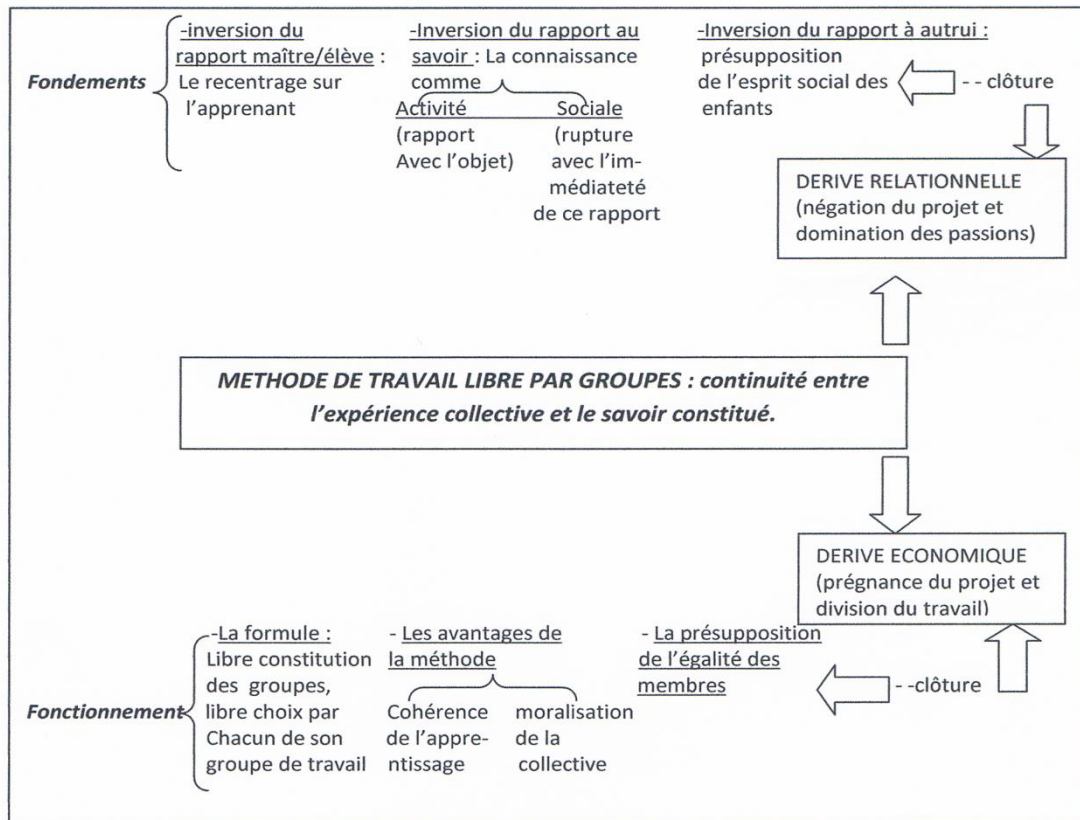 Fondements
-inversion du
rapport maître/élève :
Le recentrage sur
l’apprenant
-Inversion du rapport au
savoir : La connaissance
comme
Activité
(rapport
Avec l’objet)
Sociale
(rupture
avec l’im-
médiateté
de ce rapport
-Inversion du rapport à autrui :
présupposition
de l’esprit social des
enfants
- - clôture
DERIVE RELATIONNELLE
(négation du projet et
domination des passions)
METHODE DE TRAVAIL LIBRE PAR GROUPES : continuité entre
l’expérience collective et le savoir constitué.
DERIVE ECONOMIQUE
(prégnance du projet et
division du travail)
Fonctionnement
-La formule :
Libre constitution
des groupes,
libre choix par
Chacun de son
groupe de travail
- Les avantages de
la méthode
Cohérence
de l’appre-
ntissage
moralisation
de la
collective
- La présupposition
de l’égalité des
membres
- -clôture